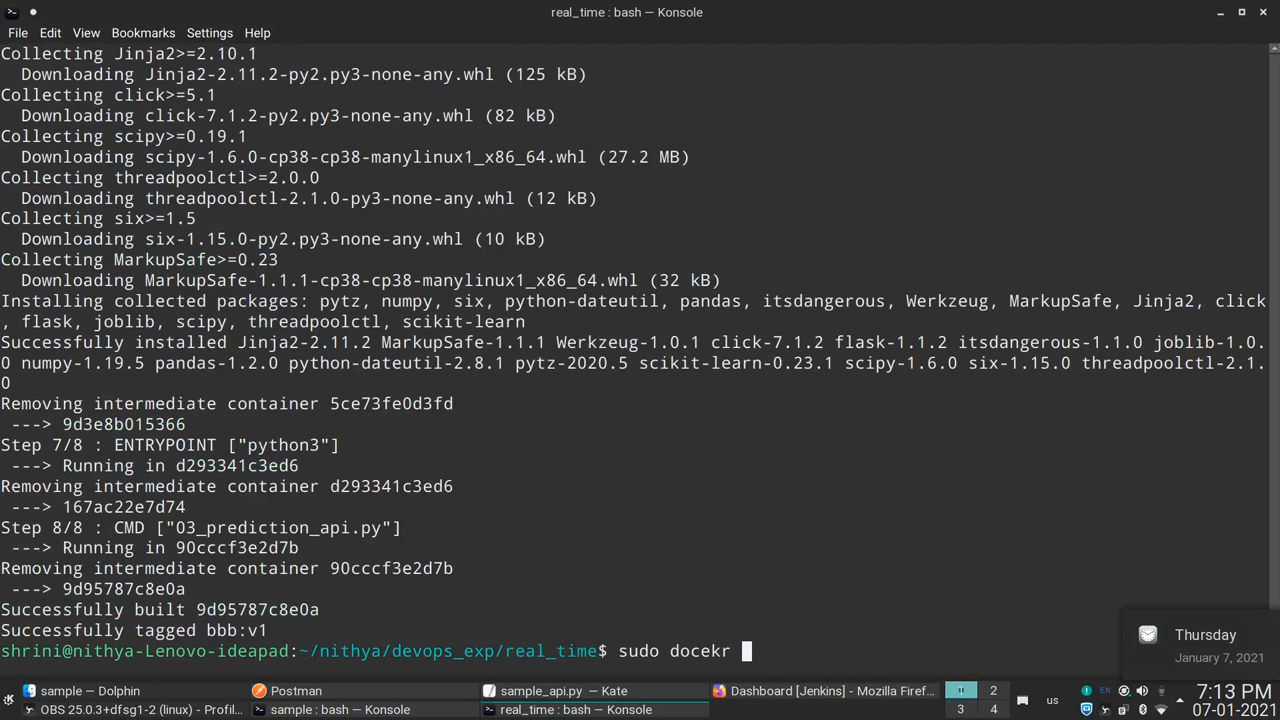 real_time : bash — Konsole
File Edit View Bookmarks Settings Help
Collecting Jinja2>=2.10.1
Downloading Jinja2-2.11.2-py2.py3-none-any.whl (125 kB)
Collecting click>=5.1
Downloading click-7.1.2-py2.py3-none-any.whl (82 kB)
Collecting scipy>=0.19.1
Downloading scipy-1.6.0-cp38-cp38-manylinux1_x86_64.whl (27.2 MB)
Collecting threadpoolctl>=2.0.0
Downloading threadpoolctl-2.1.0-py3-none-any.whl (12 kB)
Collecting six>=1.5
Downloading six-1.15.0-py2.py3-none-any.whl (10 kB)
Collecting MarkupSafe>=0.23
Downloading MarkupSafe-1.1.1-cp38-cp38-manylinux1_x86_64.whl (32 kB)
Installing collected packages: pytz, numpy, six, python-dateutil, pandas, itsdangerous, Werkzeug, MarkupSafe, Jinja2, click
, flask, joblib, scipy, threadpoolctl, scikit-learn
Successfully installed Jinja2-2.11.2 MarkupSafe-1.1.1 Werkzeug-1.0.1 click-7.1.2 flask-1.1.2 itsdangerous-1.1.0 joblib-1.0.
0 numpy-1.19.5 pandas-1.2.0 python-dateutil-2.8.1 pytz-2020.5 scikit-learn-0.23.1 scipy-1.6.0 six-1.15.0 threadpoolctl-2.1.
0
Removing intermediate container 5ce73fe0d3fd
---> 9d3e8b015366
Step 7/8 : ENTRYPOINT ["python3"]
---> Running in d293341c3ed6
Removing intermediate container d293341c3ed6
---> 167ac22e7d74
Step 8/8 : CMD ["03_prediction_api.py"]
---> Running in 90cccf3e2d7b
Removing intermediate container 90cccf3e2d7b
---> 9d95787c8e0a
Successfully built 9d95787c8e0a
Successfully tagged bbb:v1
shrini@nithya-Lenovo-ideapad:~/nithya/devops_exp/real_time$ sudo docekr
Thursday
January 7, 2021
sample — Dolphin
Postman
sample_api.py — Kate
Dashboard [Jenkins] — Mozilla Firef...
OBS 25.0.3+dfsg1-2 (linux) - Profil...
sample : bash — Konsole
real_time : bash — Konsole
2
3 4
us
EN
7:13 PM
07-01-2021